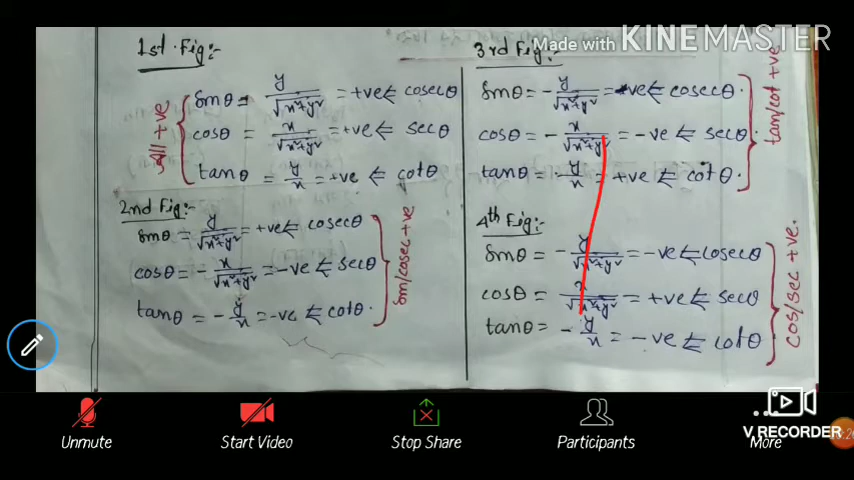 1st Fig:-
sinθ = y/√x²+y² = +ve ⇐ cosecθ
cosθ = x/√x²+y² = +ve ⇐ secθ
tanθ = y/x = +ve ⇐ cotθ
+ve
2nd Fig:-
sinθ = y/√x²+y² = +ve ⇐ cosecθ
cosθ = - x/√x²+y² = -ve ⇐ secθ
tanθ = - y/x = -ve ⇐ cotθ.
sin/cosec +ve
3rd Fig:-
sinθ = - y/√x²+y² = -ve ⇐ cosecθ.
cosθ = - x/√x²+y² = -ve ⇐ secθ.
tanθ = y/x = +ve ⇐ cotθ.
tan/cot +ve
4th Fig:-
sinθ = - y/√x²+y² = -ve ⇐ cosecθ
cosθ = x/√x²+y² = +ve ⇐ secθ
tanθ = - y/x = -ve ⇐ cotθ
cos/sec +ve.
Made with KINEMASTER
Unmute
Start Video
Stop Share
Participants
More
V RECORDER